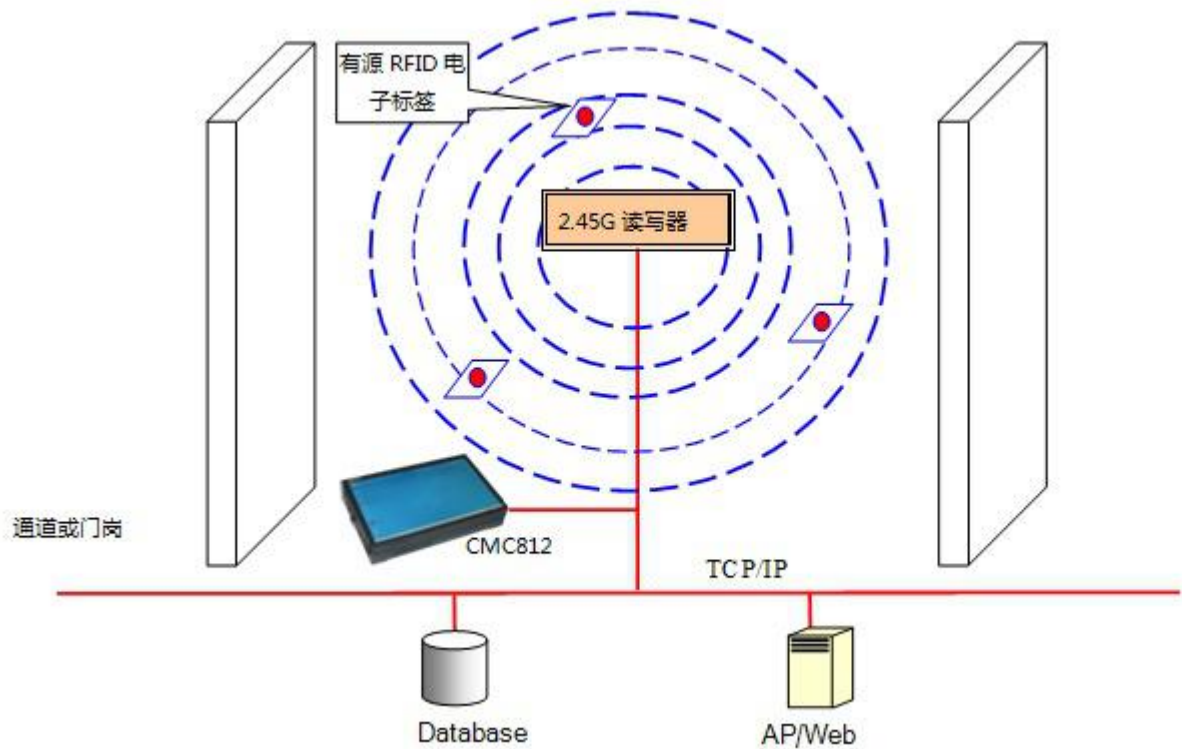 有源 RFID 电
子标签
2.45G 读写器
通道或门岗
CMC812
TCP/IP
Database
AP/Web